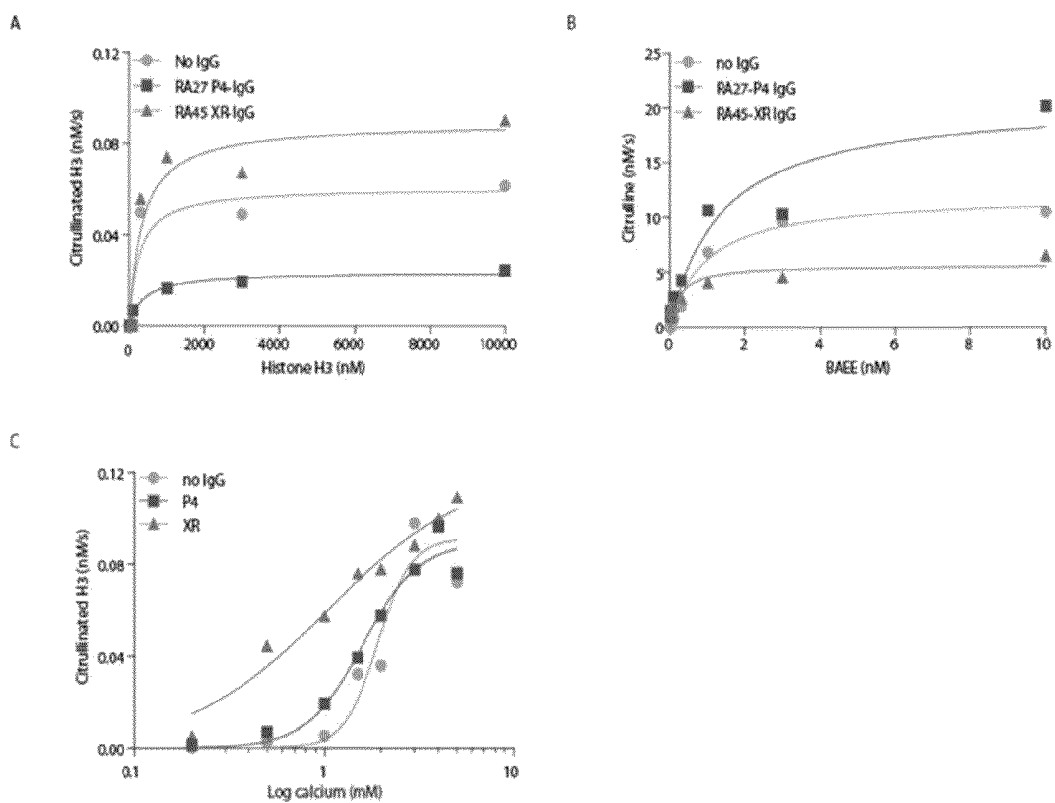 A
0.12
0.08
0.04
0.00
Citrullinated H3 (nM/s)
No IgG
RA27 P4-IgG
RA45 XR-IgG
0
2000
4000
6000
8000
10000
Histone H3 (nM)
B
25
20
15
10
5
0
Citrulline (nM/s)
no IgG
RA27-P4 IgG
RA45-XR IgG
0
2
4
6
8
10
BAEE (nM)
C
0.12
0.08
0.04
0.00
Citrullinated H3 (nM/s)
no IgG
P4
XR
0.1
1
10
Log calcium (mM)